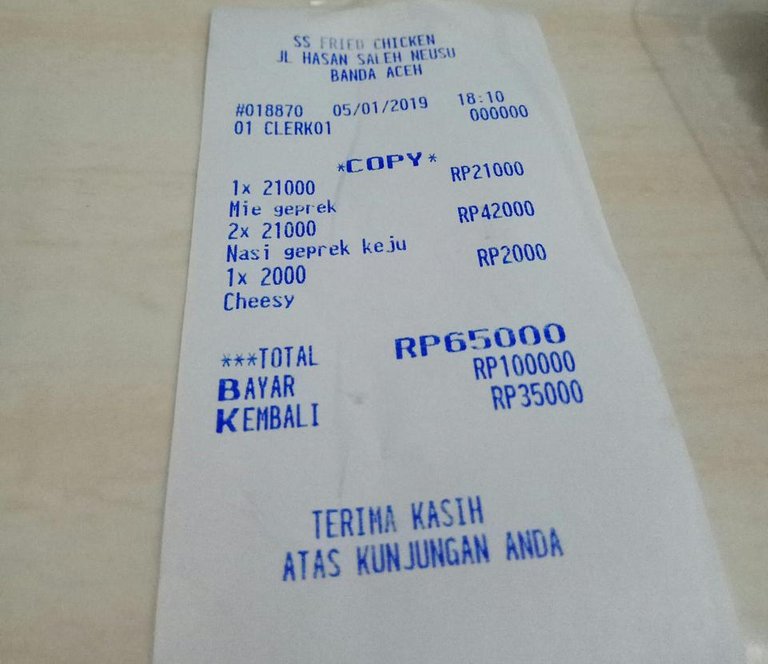 SS FRIED CHICKEN
JL HASAN SALEH NEUSU
BANDA ACEH
#018870 05/01/2019 18:10
01 CLERK01 000000
*COPY*
1x 21000 RP21000
Mie geprek
2x 21000 RP42000
Nasi geprek keju
1x 2000 RP2000
Cheesy
***TOTAL RP65000
BAYAR RP100000
KEMBALI RP35000
TERIMA KASIH
ATAS KUNJUNGAN ANDA